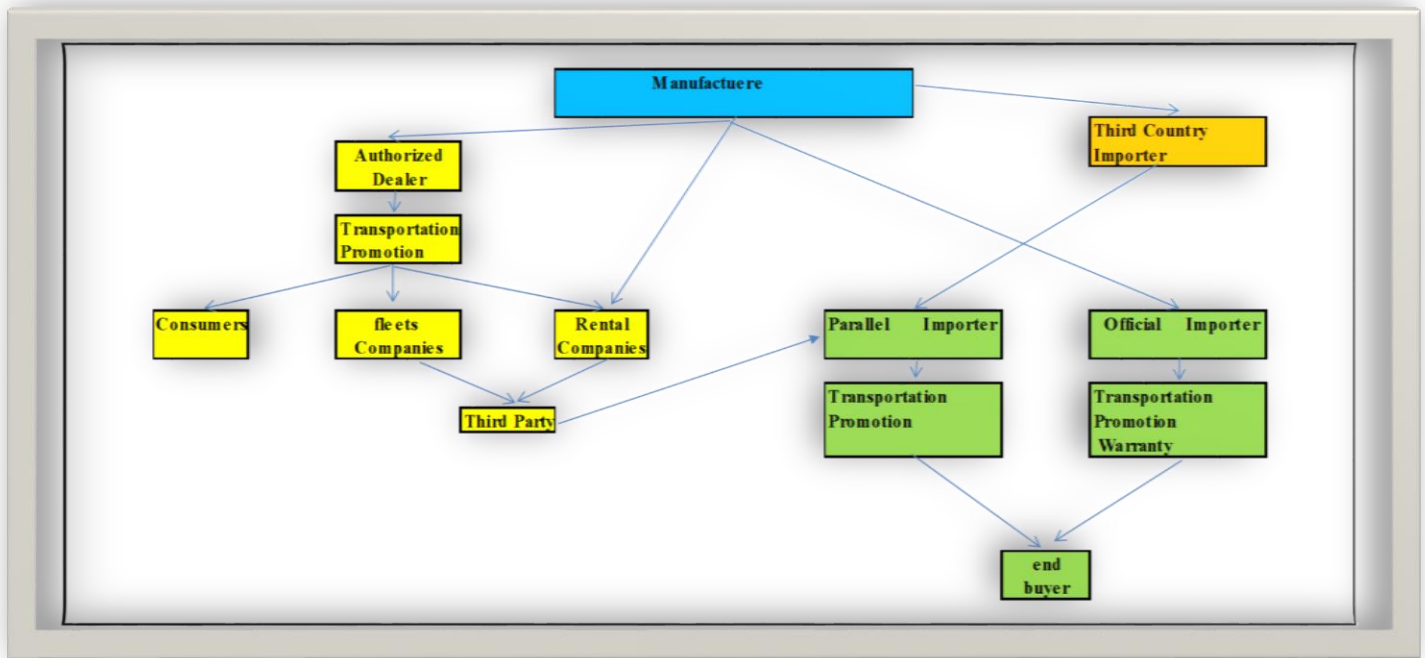 Manufactuere
Third Country
Importer
Authorized
Dealer
Transportation
Promotion
Consumers
fleets
Companies
Rental
Companies
Parallel Importer
Official Importer
Transportation
Promotion
Transportation
Promotion
Warranty
Third Party
end
buyer